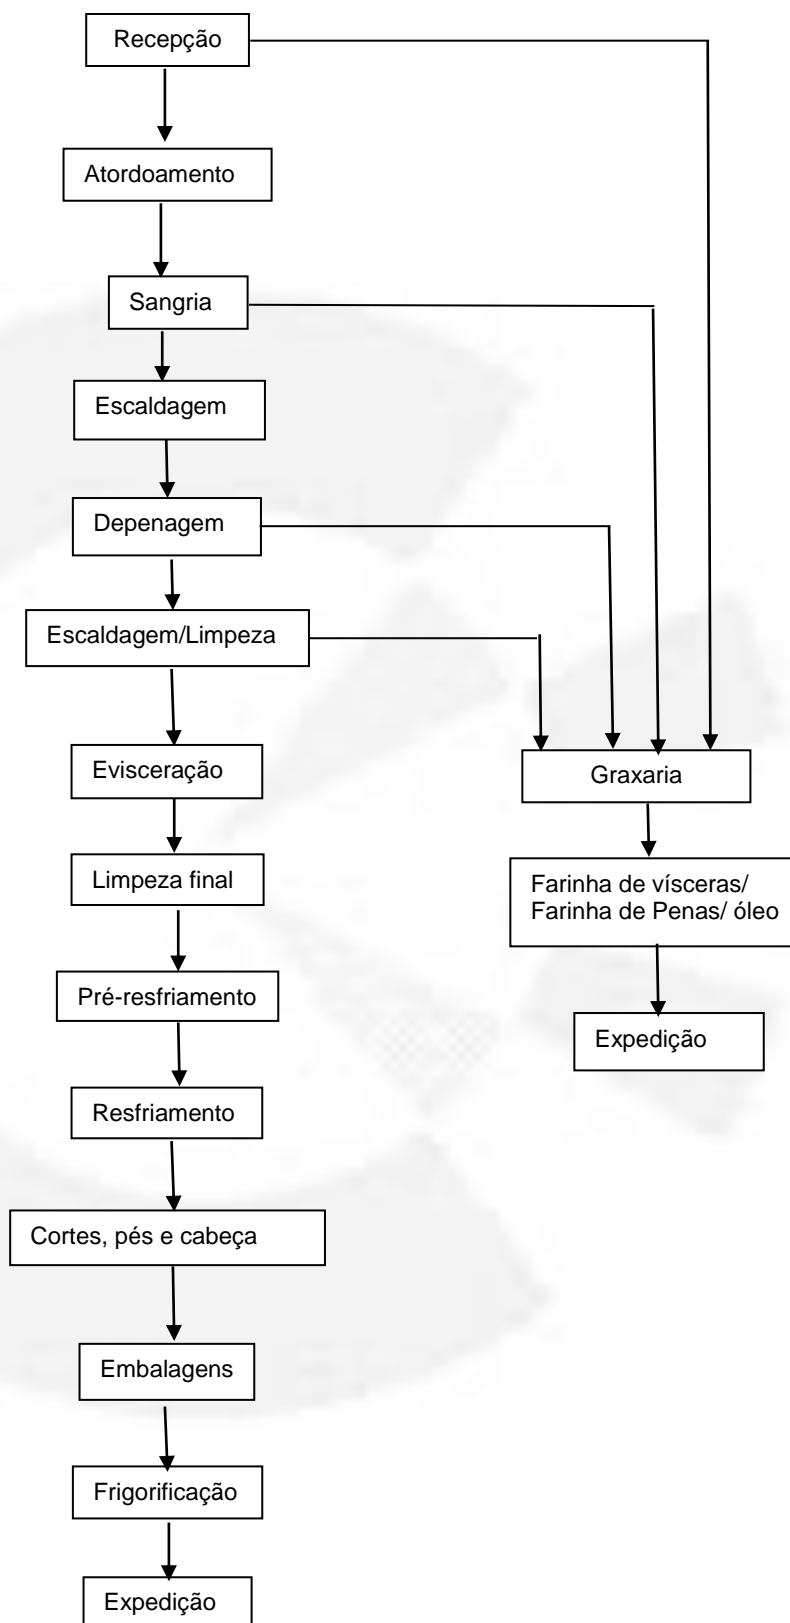 Recepção
Atordoamento
Sangria
Escaldagem
Depenagem
Escaldagem/Limpeza
Evisceração
Limpeza final
Pré-resfriamento
Resfriamento
Cortes, pés e cabeça
Embalagens
Frigorificação
Expedição
Graxaria
Farinha de vísceras/
Farinha de Penas/ óleo
Expedição